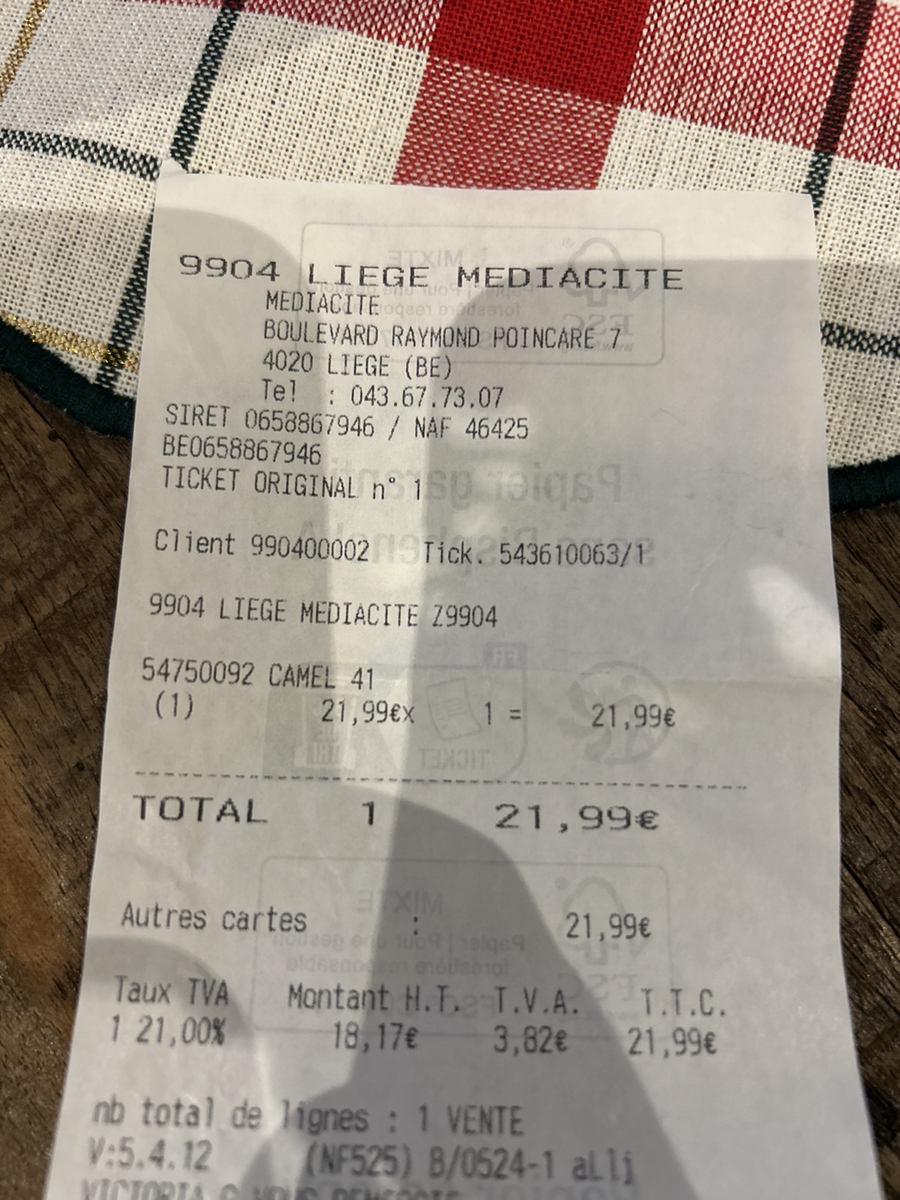 9904 LIEGE MEDIACITE
MEDIACITE
BOULEVARD RAYMOND POINCARE 7
4020 LIEGE (BE)
Tel : 043.67.73.07
SIRET 0658867946 / NAF 46425
BE0658867946
TICKET ORIGINAL n° 1
Client 990400002 Tick. 543610063/1
9904 LIEGE MEDIACITE Z9904
54750092 CAMEL 41
(1) 21,99€x 1 = 21,99€
TOTAL 1 21,99€
Autres cartes : 21,99€
Taux TVA Montant H.T. T.V.A. T.T.C.
1 21,00% 18,17€ 3,82€ 21,99€
nb total de lignes : 1 VENTE
V:5.4.12 (NF525) B/0524-1 aLlj
VICTORIA G VOUS